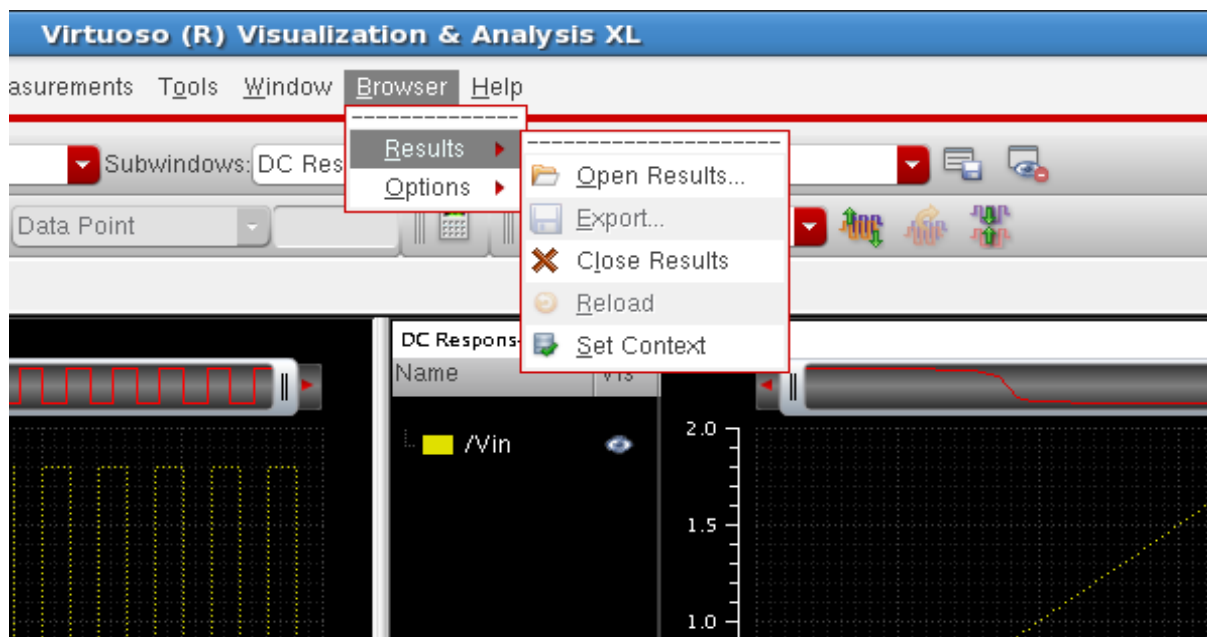 Virtuoso (R) Visualization & Analysis XL
asurements Tools Window Browser Help
Subwindows: DC Res
Results
Options
Open Results...
Export...
Close Results
Reload
Set Context
Data Point
DC Respons
Name
/Vin
2.0
1.5
1.0